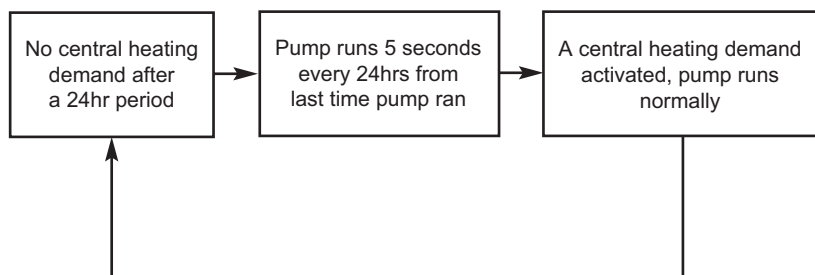 No central heating
demand after
a 24hr period
Pump runs 5 seconds
every 24hrs from
last time pump ran
A central heating demand
activated, pump runs
normally